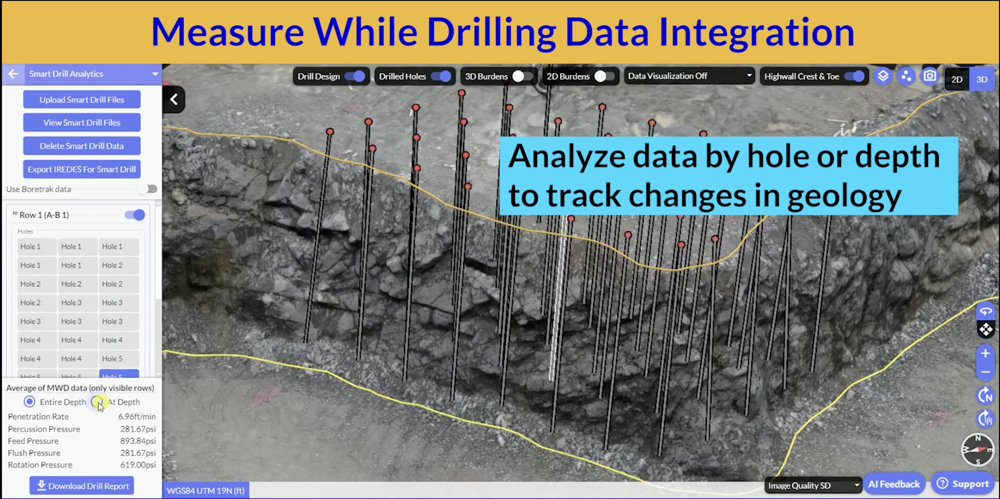 Measure While Drilling Data Integration
Smart Drill Analytics
Upload Smart Drill Files
View Smart Drill Files
Delete Smart Drill Data
Export IREDES For Smart Drill
Use Boretrak data
Row 1 (A-B 1)
Holes
Hole 1 Hole 1 Hole 1
Hole 1 Hole 1 Hole 2
Hole 2 Hole 2 Hole 2
Hole 2 Hole 3 Hole 3
Hole 3 Hole 3 Hole 3
Hole 4 Hole 4 Hole 4
Hole 4 Hole 4 Hole 5
Hole 5 Hole 5 Hole 5
Average of MWD data (only visible rows)
Entire Depth At Depth
Penetration Rate 6.96ft/min
Percussion Pressure 281.67psi
Feed Pressure 893.84psi
Flush Pressure 281.67psi
Rotation Pressure 619.00psi
Download Drill Report
Drill Design Drilled Holes 3D Burdens 2D Burdens Data Visualization Off Highwall Crest & Toe 2D 3D
Analyze data by hole or depth
to track changes in geology
N
N
W E
S
WGS84 UTM 19N (ft)
Image Quality SD AI Feedback Support